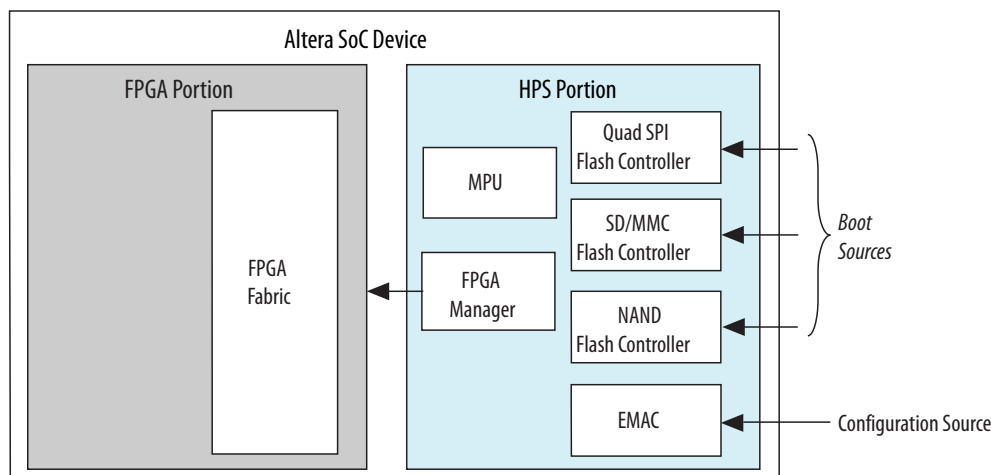 Altera SoC Device
FPGA Portion
FPGA
Fabric
HPS Portion
MPU
FPGA
Manager
Quad SPI
Flash Controller
SD/MMC
Flash Controller
NAND
Flash Controller
EMAC
Boot
Sources
Configuration Source